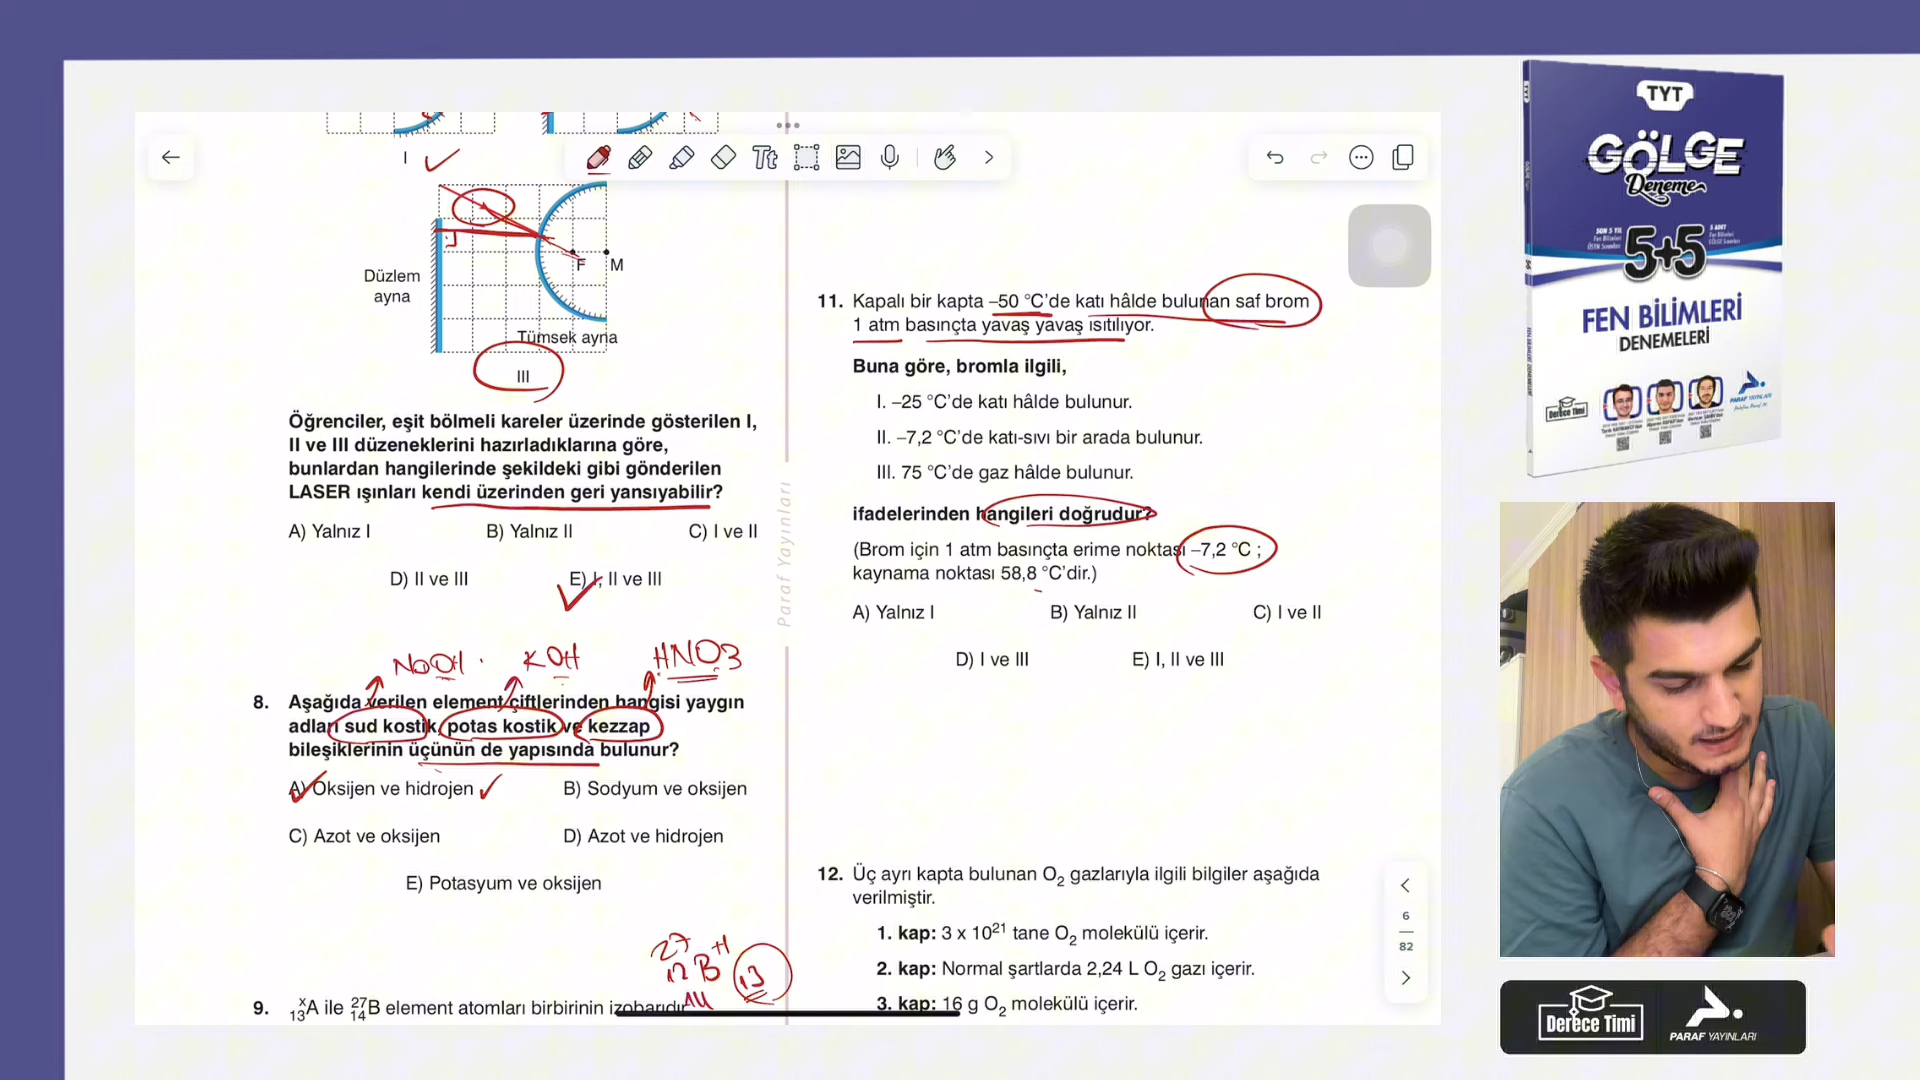 I
Düzlem
ayna
F
M
Tümsek ayna
III
Öğrenciler, eşit bölmeli kareler üzerinde gösterilen I,
II ve III düzeneklerini hazırladıklarına göre,
bunlardan hangilerinde şekildeki gibi gönderilen
LASER ışınları kendi üzerinden geri yansıyabilir?
A) Yalnız I
B) Yalnız II
C) I ve II
D) II ve III
E) I, II ve III
NaOH
KOH
HNO3
8. Aşağıda verilen element çiftlerinden hangisi yaygın
adları sud kostik, potas kostik ve kezzap
bileşiklerinin üçünün de yapısında bulunur?
A) Oksijen ve hidrojen
B) Sodyum ve oksijen
C) Azot ve oksijen
D) Azot ve hidrojen
E) Potasyum ve oksijen
27
B
13
9. x 13 A ile 27 14 B element atomları birbirinin izobarıdır.
Paraf Yayınları
11. Kapalı bir kapta –50 °C'de katı hâlde bulunan saf brom
1 atm basınçta yavaş yavaş ısıtılıyor.
Buna göre, bromla ilgili,
I. –25 °C'de katı hâlde bulunur.
II. –7,2 °C'de katı-sıvı bir arada bulunur.
III. 75 °C'de gaz hâlde bulunur.
ifadelerinden hangileri doğrudur?
(Brom için 1 atm basınçta erime noktası –7,2 °C ;
kaynama noktası 58,8 °C'dir.)
A) Yalnız I
B) Yalnız II
C) I ve II
D) I ve III
E) I, II ve III
12. Üç ayrı kapta bulunan O2 gazlarıyla ilgili bilgiler aşağıda
verilmiştir.
1. kap: 3 x 10²¹ tane O2 molekülü içerir.
2. kap: Normal şartlarda 2,24 L O2 gazı içerir.
3. kap: 16 g O2 molekülü içerir.
Tt
6
82
TYT
GÖLGE
Deneme
5+5
FEN BİLİMLERİ
DENEMELERİ
Derece Timi
PARAF YAYINLARI
Derece Timi
PARAF YAYINLARI